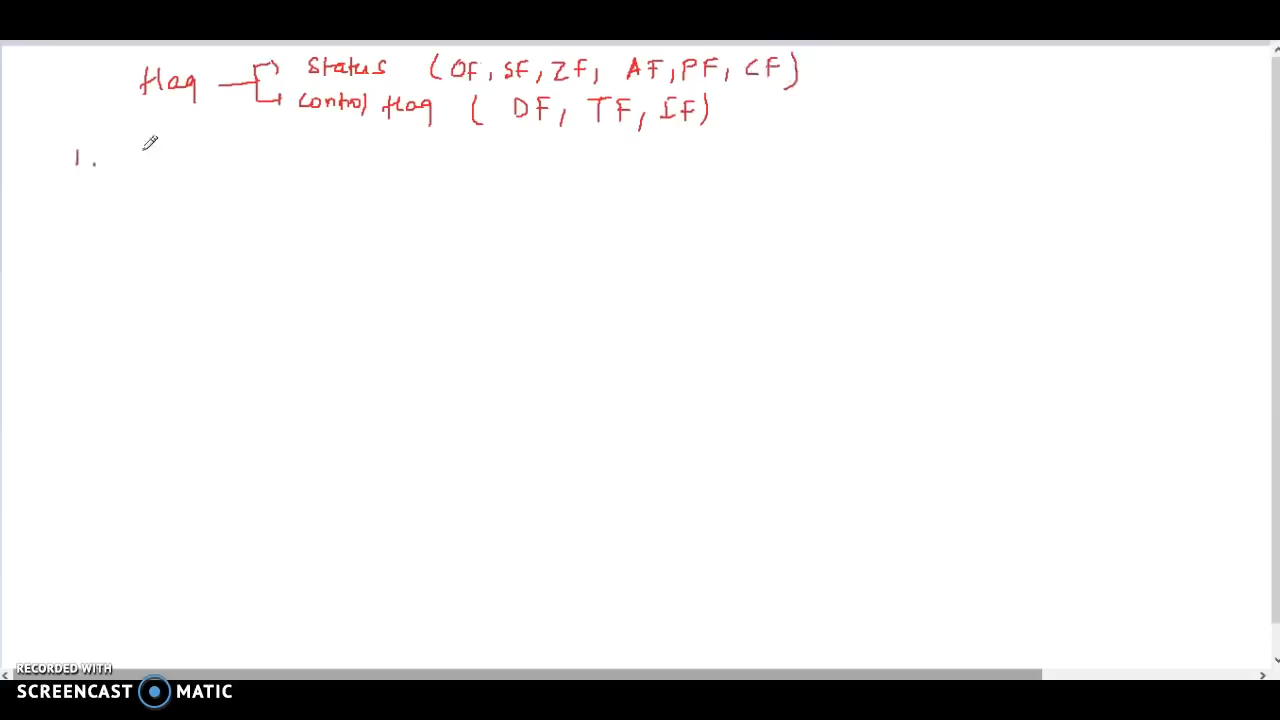 Flag
Status (OF, SF, ZF, AF, PF, CF)
Control flag ( DF, TF, IF)
1.
RECORDED WITH
SCREENCAST MATIC